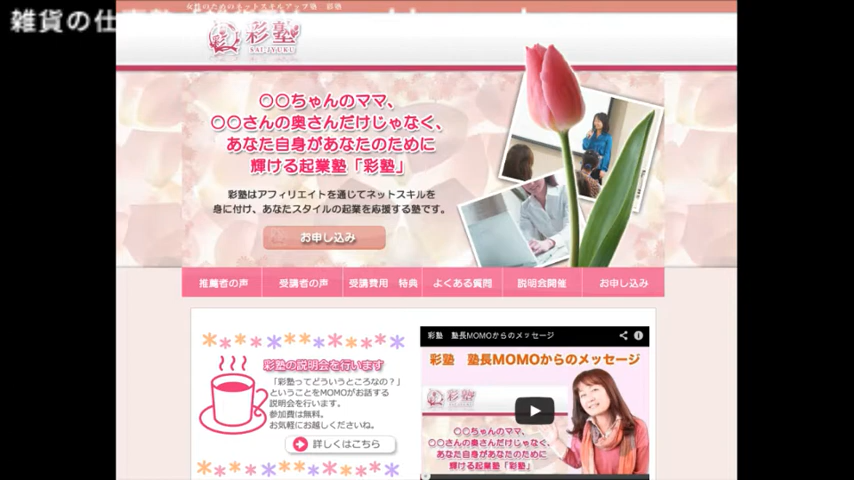 雑貨の仕事塾
女性のためのネットスキルアップ塾 彩塾
彩塾
SAIJYUKU
〇〇ちゃんのママ、
〇〇さんの奥さんだけじゃなく、
あなた自身があなたのために
輝ける起業塾「彩塾」
彩塾はアフィリエイトを通じてネットスキルを
身に付け、あなたスタイルの起業を応援する塾です。
お申し込み
推薦者の声 受講者の声 受講費用 特典 よくある質問 説明会開催 お申し込み
彩塾の説明会を行います
「彩塾ってどういうところなの？」
ということをMOMOがお話する
説明会を行います。
参加費は無料。
お気軽にお越しくださいね。
詳しくはこちら
彩塾 塾長MOMOからのメッセージ
彩塾 塾長MOMOからのメッセージ
彩塾
〇〇ちゃんのママ、
〇〇さんの奥さんだけじゃなく、
あなた自身があなたのために
輝ける起業塾「彩塾」